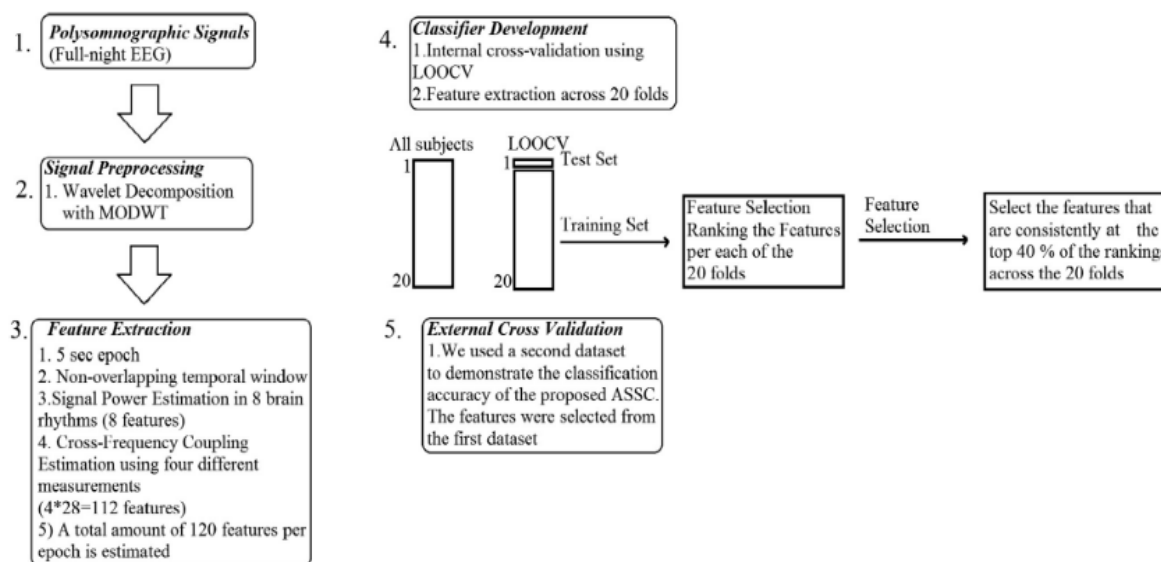 1.
Polysomnographic Signals
(Full-night EEG)
2.
Signal Preprocessing
1. Wavelet Decomposition
with MODWT
3.
Feature Extraction
1. 5 sec epoch
2. Non-overlapping temporal window
3.Signal Power Estimation in 8 brain
rhythms (8 features)
4. Cross-Frequency Coupling
Estimation using four different
measurements
(4*28=112 features)
5) A total amount of 120 features per
epoch is estimated
4.
Classifier Development
1.Internal cross-validation using
LOOCV
2.Feature extraction across 20 folds
All subjects
1
20
LOOCV
1
Test Set
Training Set
20
Feature Selection
Ranking the Features
per each of the
20 folds
Feature
Selection
Select the features that
are consistently at the
top 40 % of the rankings
across the 20 folds
5.
External Cross Validation
1.We used a second dataset
to demonstrate the classification
accuracy of the proposed ASSC.
The features were selected from
the first dataset